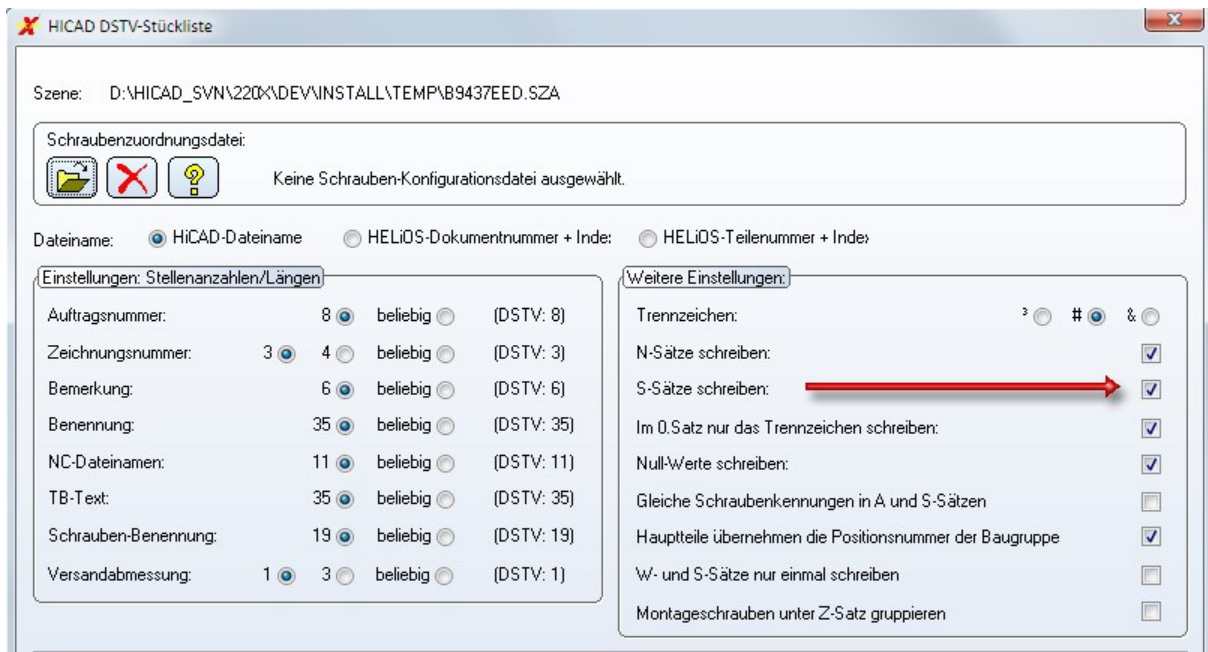 HICAD DSTV-Stückliste
Szene: D:\HICAD_SVN\220X\DEV\INSTALL\TEMP\B9437EED.SZA
Schraubenzuordnungsdatei:
Keine Schrauben-Konfigurationsdatei ausgewählt.
Dateiname: HiCAD-Dateiname HELiOS-Dokumentnummer + Inde: HELiOS-Teilenummer + Index
Einstellungen: Stellenanzahlen/Längen
Auftragsnummer: 8 beliebig (DSTV: 8)
Zeichnungsnummer: 3 4 beliebig (DSTV: 3)
Bemerkung: 6 beliebig (DSTV: 6)
Benennung: 35 beliebig (DSTV: 35)
NC-Dateinamen: 11 beliebig (DSTV: 11)
TB-Text: 35 beliebig (DSTV: 35)
Schrauben-Benennung: 19 beliebig (DSTV: 19)
Versandabmessung: 1 3 beliebig (DSTV: 1)
Weitere Einstellungen:
Trennzeichen: ³ # &
N-Sätze schreiben:
S-Sätze schreiben:
Im 0.Satz nur das Trennzeichen schreiben:
Null-Werte schreiben:
Gleiche Schraubenkennungen in A und S-Sätzen
Hauptteile übernehmen die Positionsnummer der Baugruppe
W- und S-Sätze nur einmal schreiben
Montageschrauben unter Z-Satz gruppieren